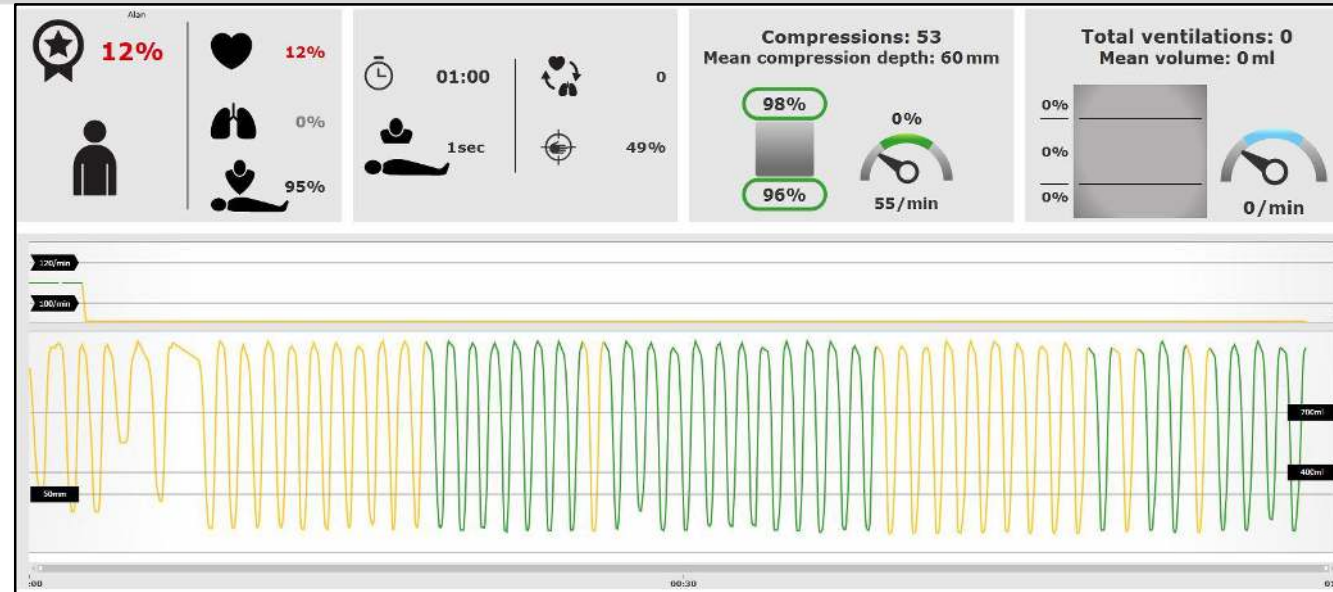 Alan
12%
12%
0%
95%
01:00
0
1sec
49%
Compressions: 53
Mean compression depth: 60 mm
98%
96%
0%
55/min
Total ventilations: 0
Mean volume: 0 ml
0%
0%
0%
0/min
120/min
100/min
700ml
400ml
50mm
:00
00:30